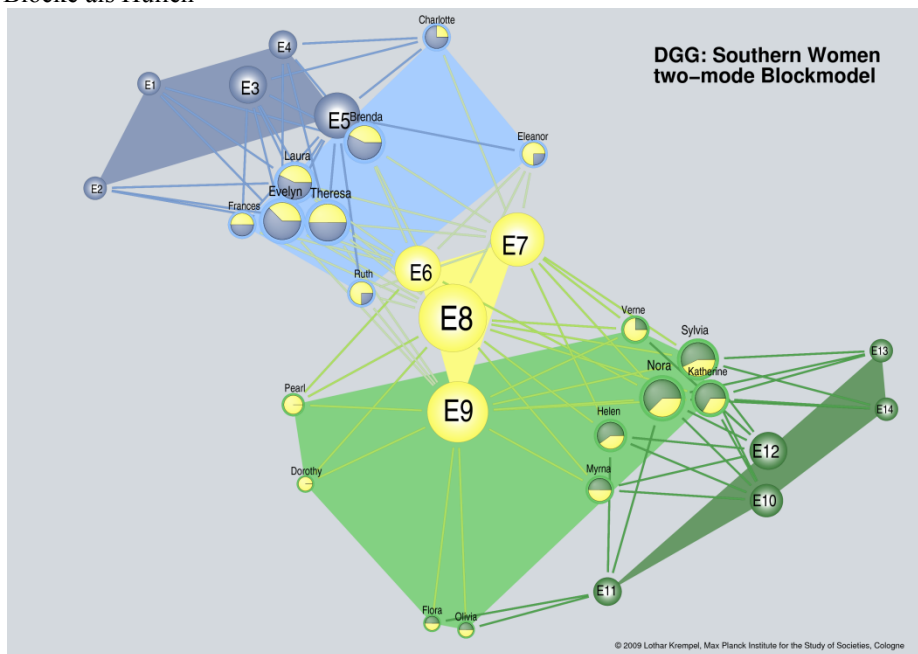 Blöcke als Hüllen
DGG: Southern Women
two-mode Blockmodel
Charlotte
E4
E1
E3
E5
Brenda
Eleanor
Laura
E2
Evelyn
Theresa
Frances
E7
E6
Ruth
E8
Verne
Sylvia
E13
Nora
Katherine
Pearl
E9
E14
Helen
E12
Dorothy
Myrna
E10
E11
Flora
Olivia
© 2009 Lothar Krempel, Max Planck Institute for the Study of Societies, Cologne